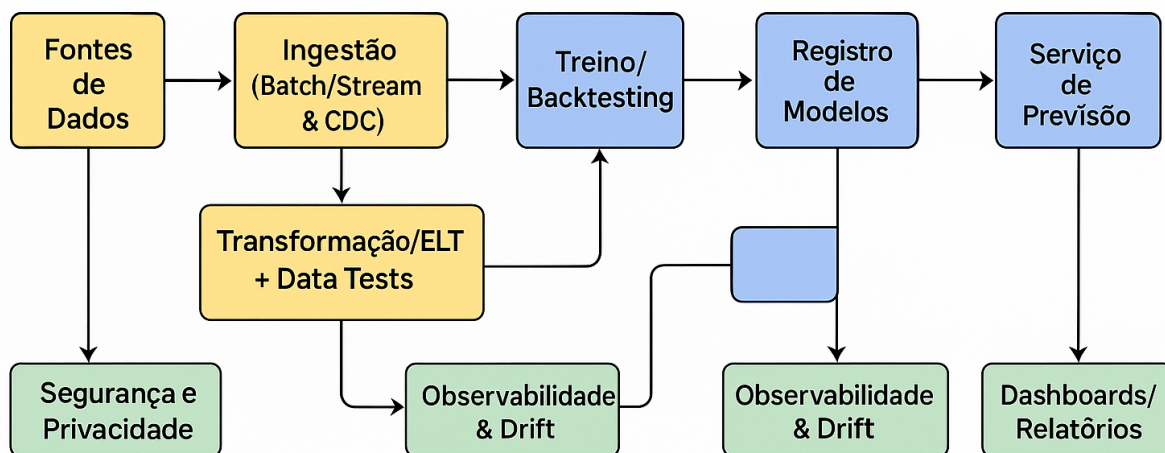 Fontes
de
Dados
Ingestão
(Batch/Stream
& CDC)
Treino/
Backtesting
Registro
de
Modelos
Serviço
de
Previsõo
Transformação/ELT
+ Data Tests
Segurança e
Privacidade
Observabilidade
& Drift
Observabilidade
& Drift
Dashboards/
Relatôrios